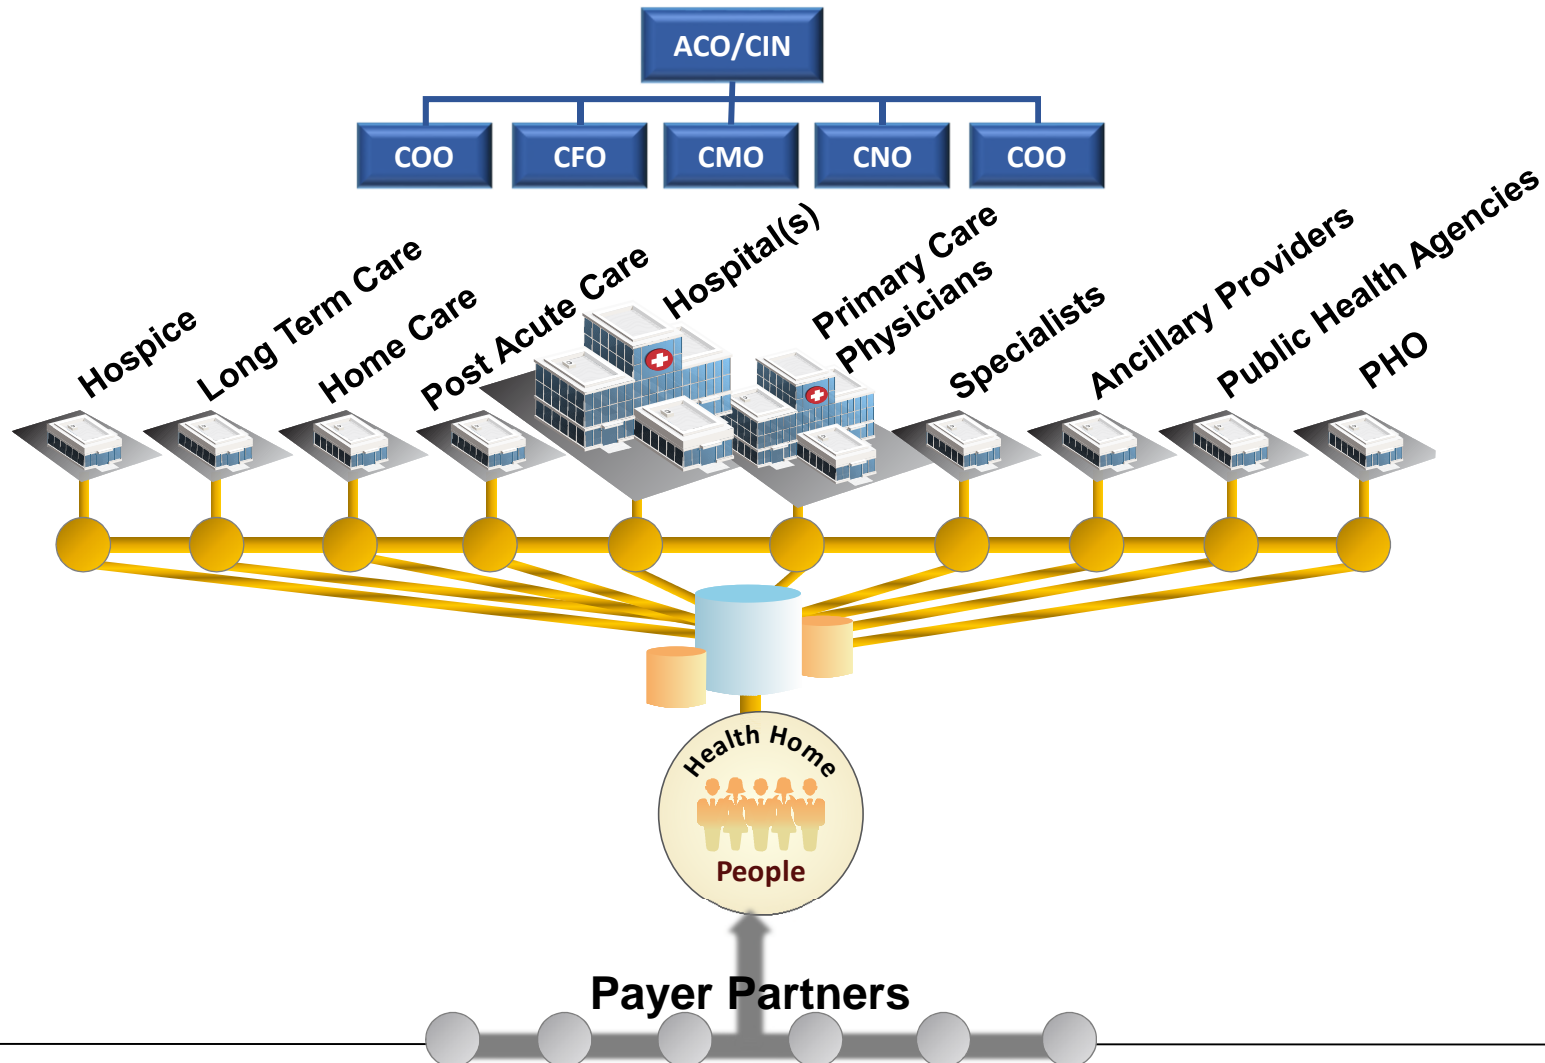 ACO/CIN
COO
CFO
CMO
CNO
COO
Hospice
Long Term Care
Home Care
Post Acute Care
Hospital(s)
Primary Care
Physicians
Specialists
Ancillary Providers
Public Health Agencies
PHO
Health Home
People
Payer Partners